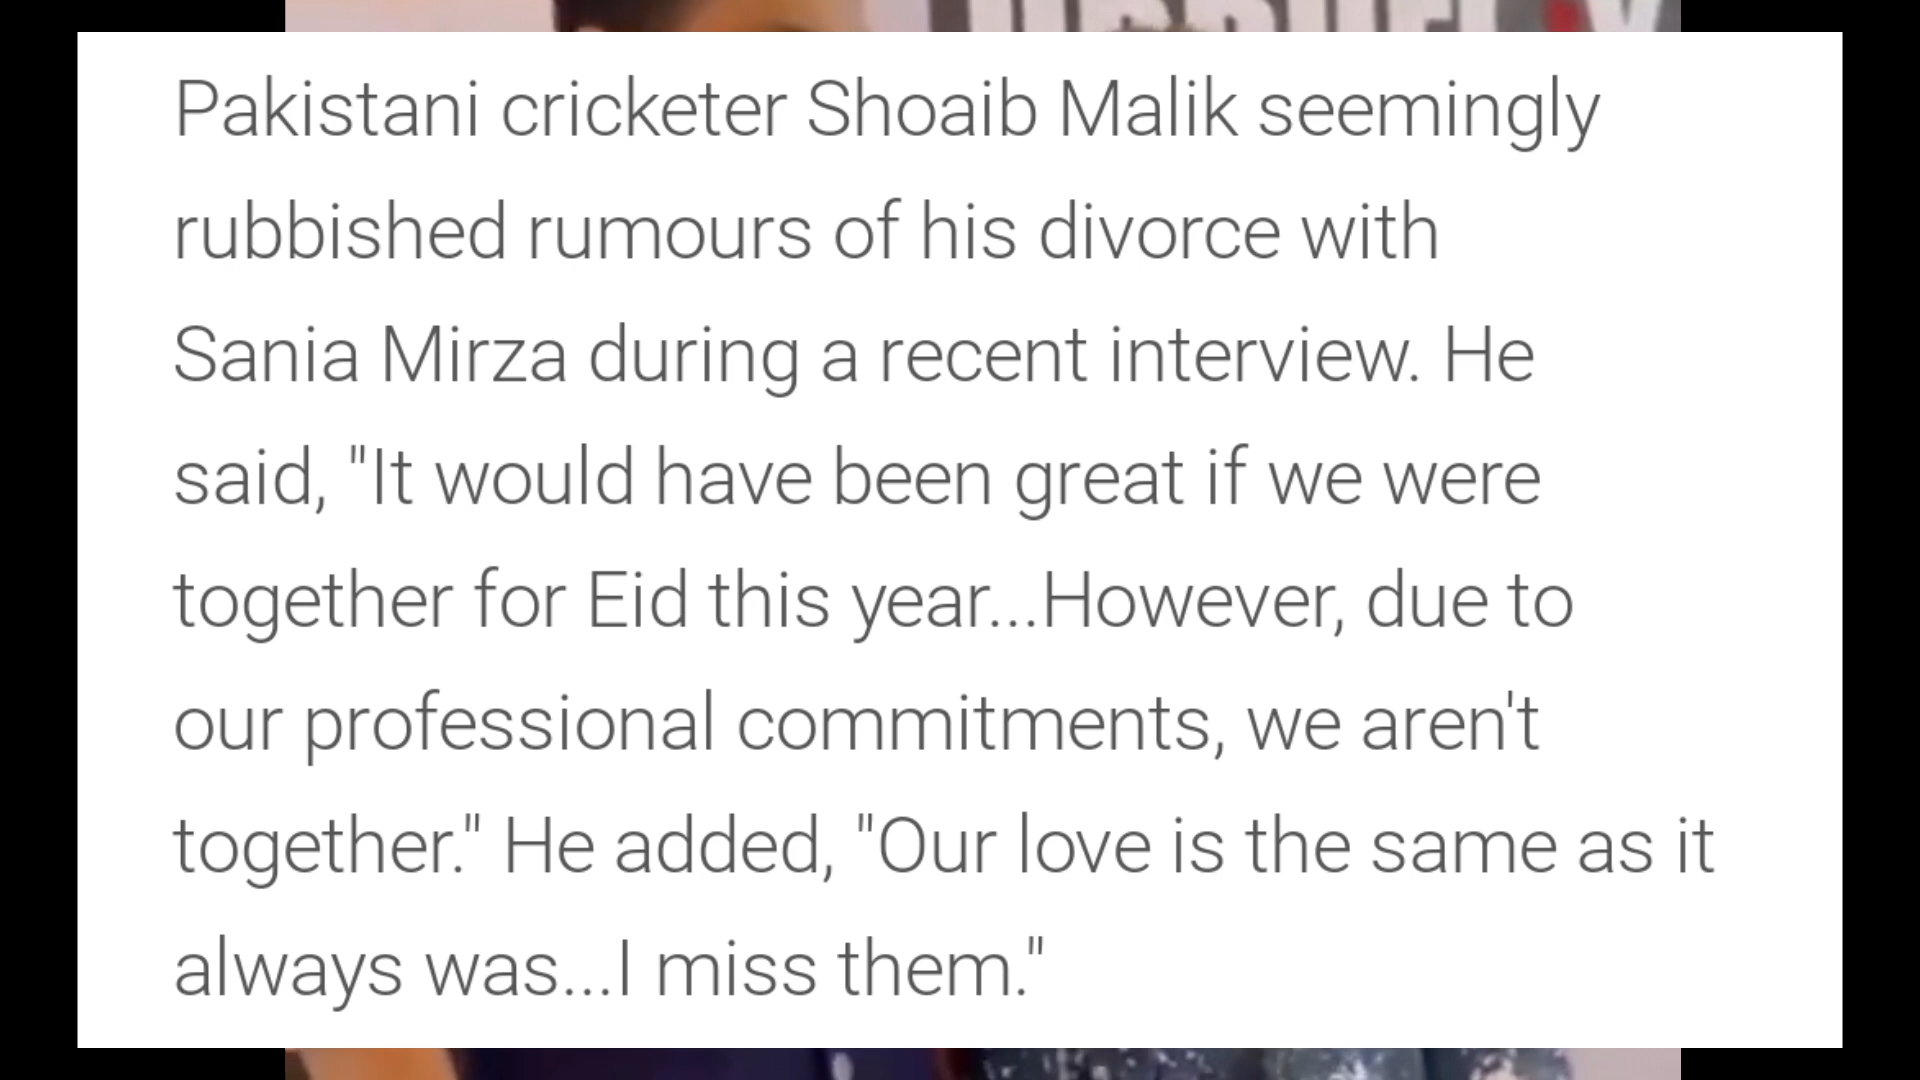 Pakistani cricketer Shoaib Malik seemingly
rubbished rumours of his divorce with
Sania Mirza during a recent interview. He
said, "It would have been great if we were
together for Eid this year...However, due to
our professional commitments, we aren't
together." He added, "Our love is the same as it
always was...I miss them."